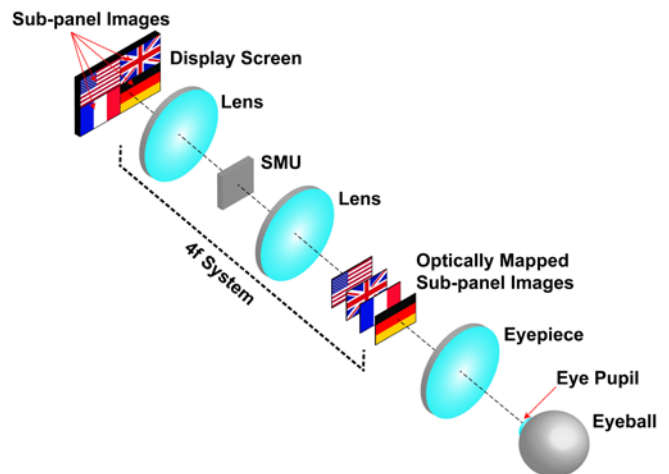 Sub-panel Images
Display Screen
Lens
SMU
Lens
4f System
Optically Mapped
Sub-panel Images
Eyepiece
Eye Pupil
Eyeball